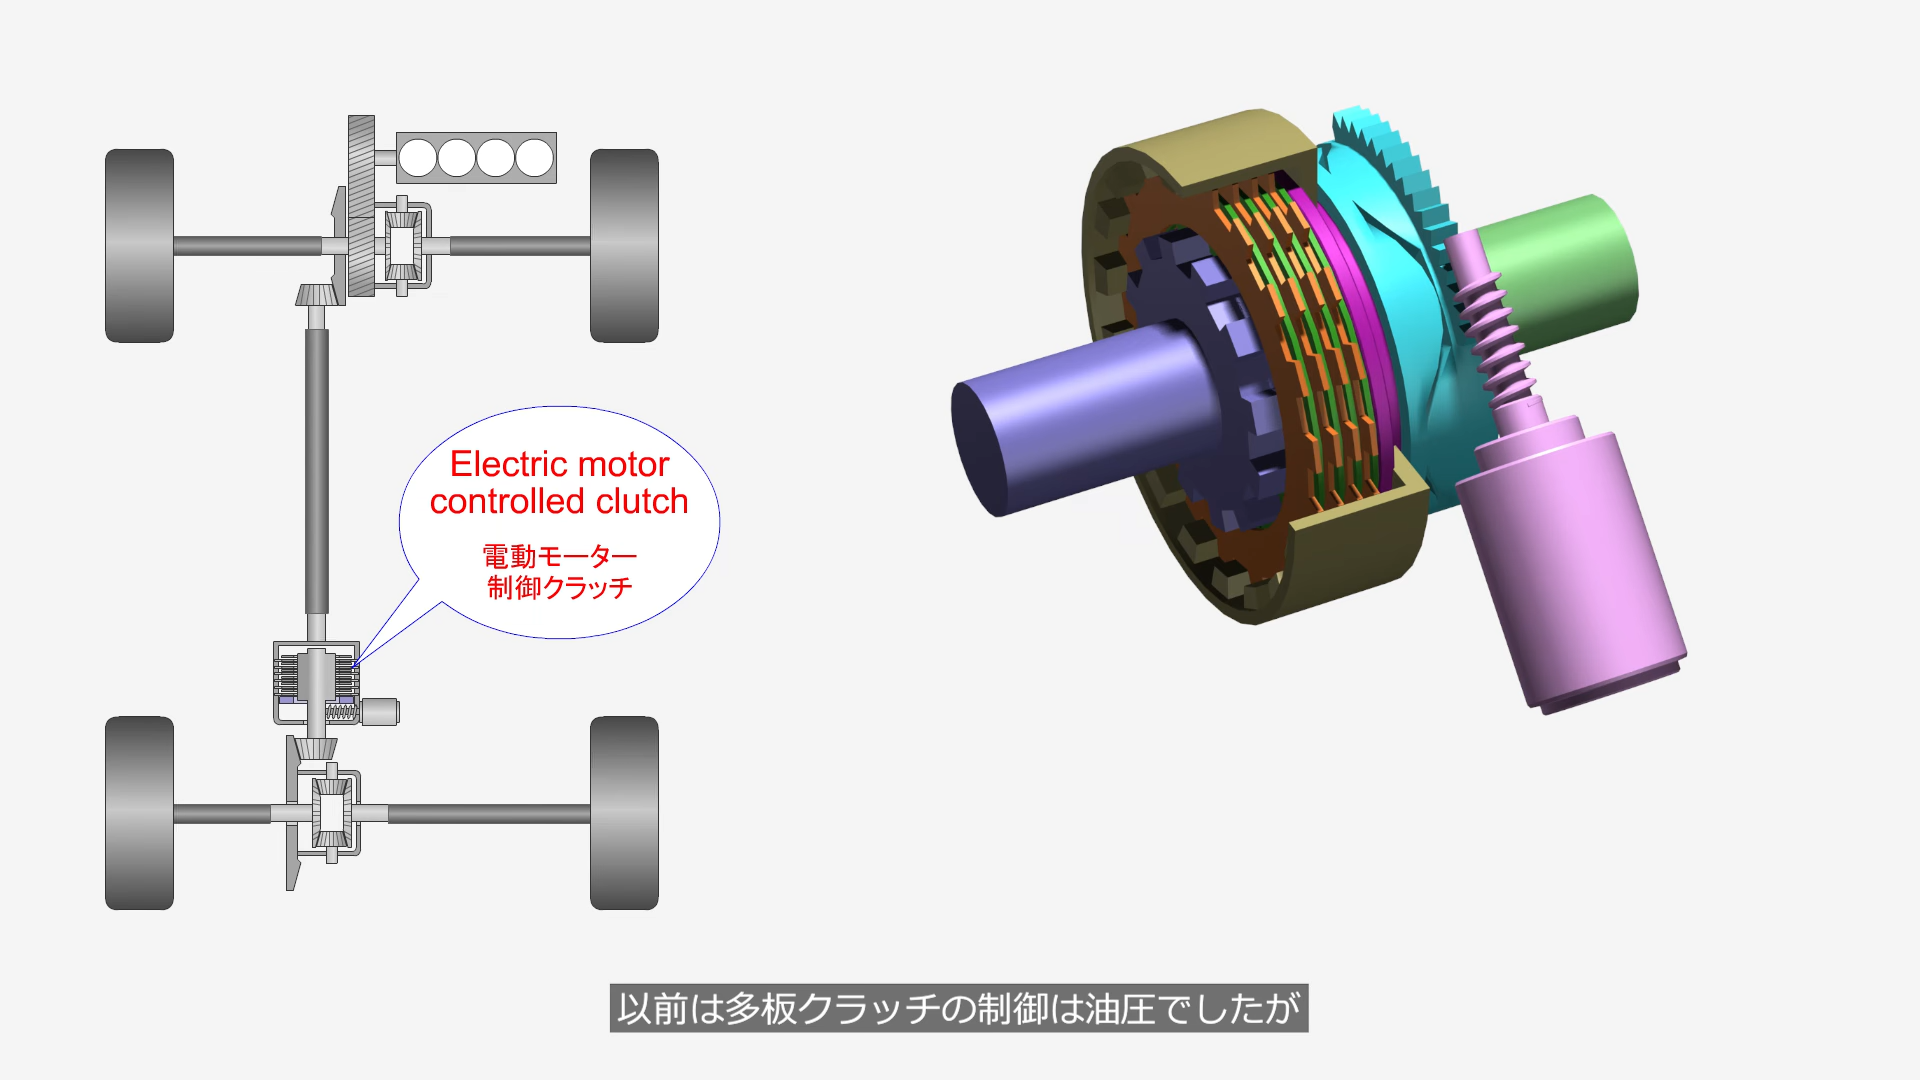 Electric motor
controlled clutch
電動モーター
制御クラッチ
以前は多板クラッチの制御は油圧でしたが